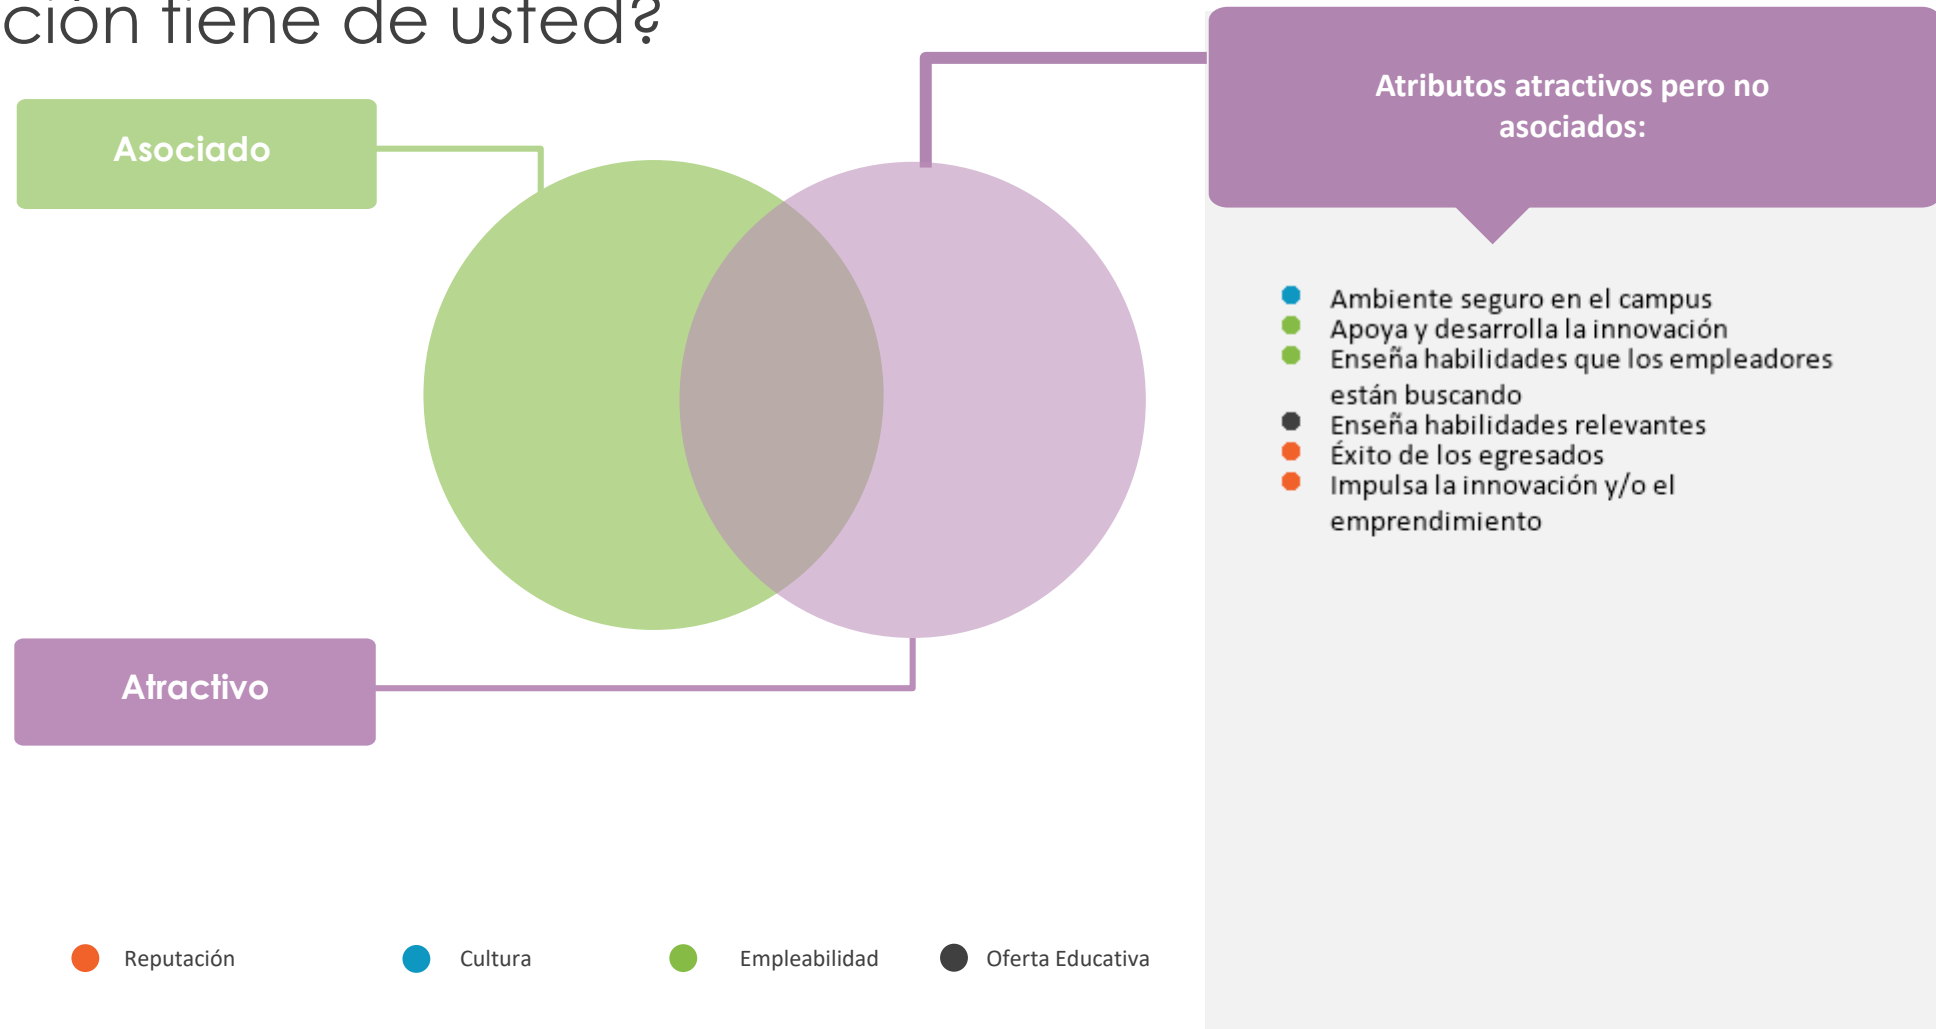 ción tiene de usted?
Asociado
Atractivo
Atributos atractivos pero no
asociados:
Ambiente seguro en el campus
Apoya y desarrolla la innovación
Enseña habilidades que los empleadores
están buscando
Enseña habilidades relevantes
Éxito de los egresados
Impulsa la innovación y/o el
emprendimiento
Reputación
Cultura
Empleabilidad
Oferta Educativa